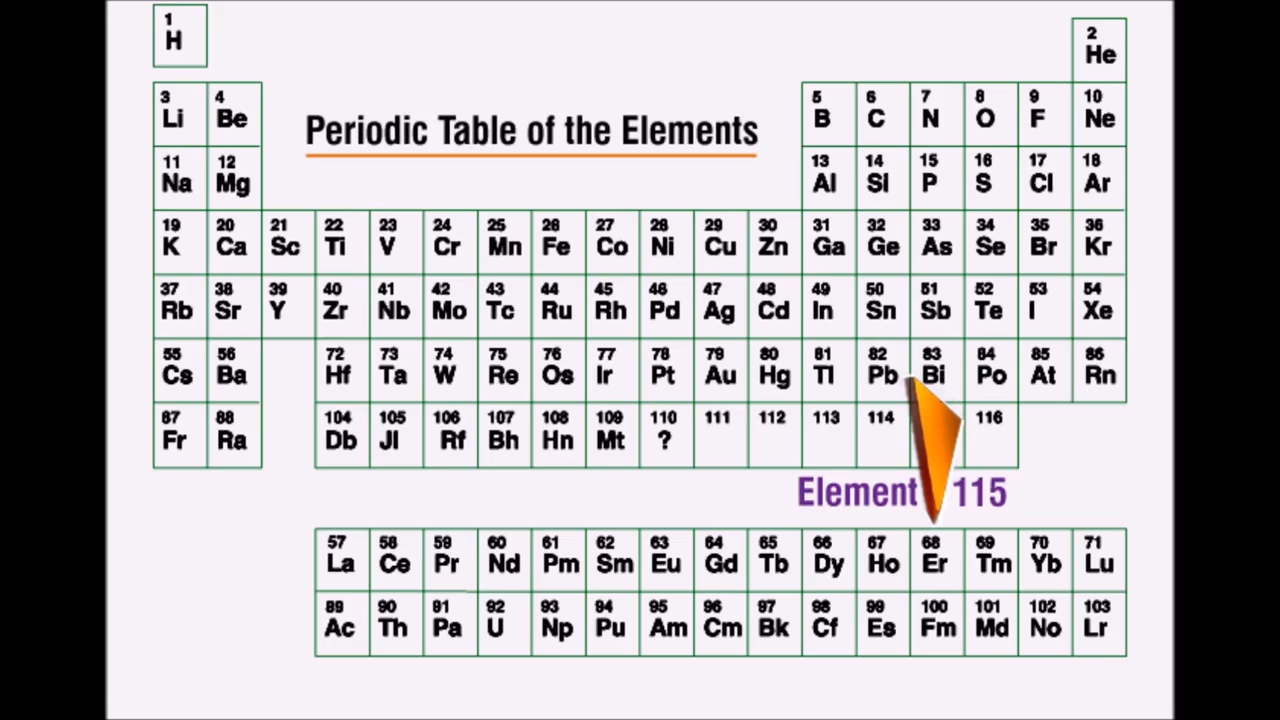 1
H
2
He
3 4 5 6 7 8 9 10
Li Be B C N O F Ne
Periodic Table of the Elements
11 12 13 14 15 16 17 18
Na Mg Al Si P S Cl Ar
19 20 21 22 23 24 25 26 27 28 29 30 31 32 33 34 35 36
K Ca Sc Ti V Cr Mn Fe Co Ni Cu Zn Ga Ge As Se Br Kr
37 38 39 40 41 42 43 44 45 46 47 48 49 50 51 52 53 54
Rb Sr Y Zr Nb Mo Tc Ru Rh Pd Ag Cd In Sn Sb Te I Xe
55 56 72 73 74 75 76 77 78 79 80 81 82 83 84 85 86
Cs Ba Hf Ta W Re Os Ir Pt Au Hg Tl Pb Bi Po At Rn
87 88 104 105 106 107 108 109 110 111 112 113 114 116
Fr Ra Db Jl Rf Bh Hn Mt ?
Element 115
57 58 59 60 61 62 63 64 65 66 67 68 69 70 71
La Ce Pr Nd Pm Sm Eu Gd Tb Dy Ho Er Tm Yb Lu
89 90 91 92 93 94 95 96 97 98 99 100 101 102 103
Ac Th Pa U Np Pu Am Cm Bk Cf Es Fm Md No Lr